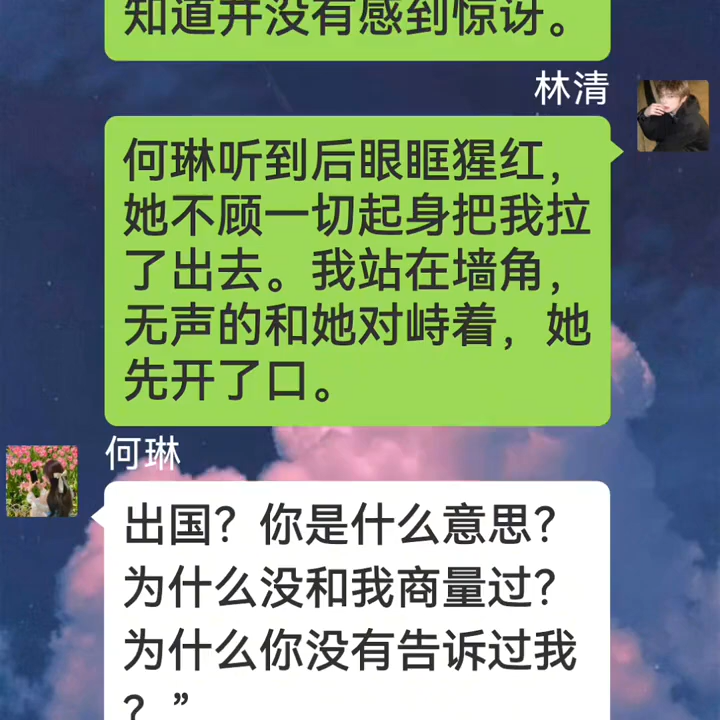 知道并没有感到惊讶。
林清
何琳听到后眼眶猩红，
她不顾一切起身把我拉
了出去。我站在墙角，
无声的和她对峙着，她
先开了口。
何琳
出国？你是什么意思？
为什么没和我商量过？
为什么你没有告诉过我
？”